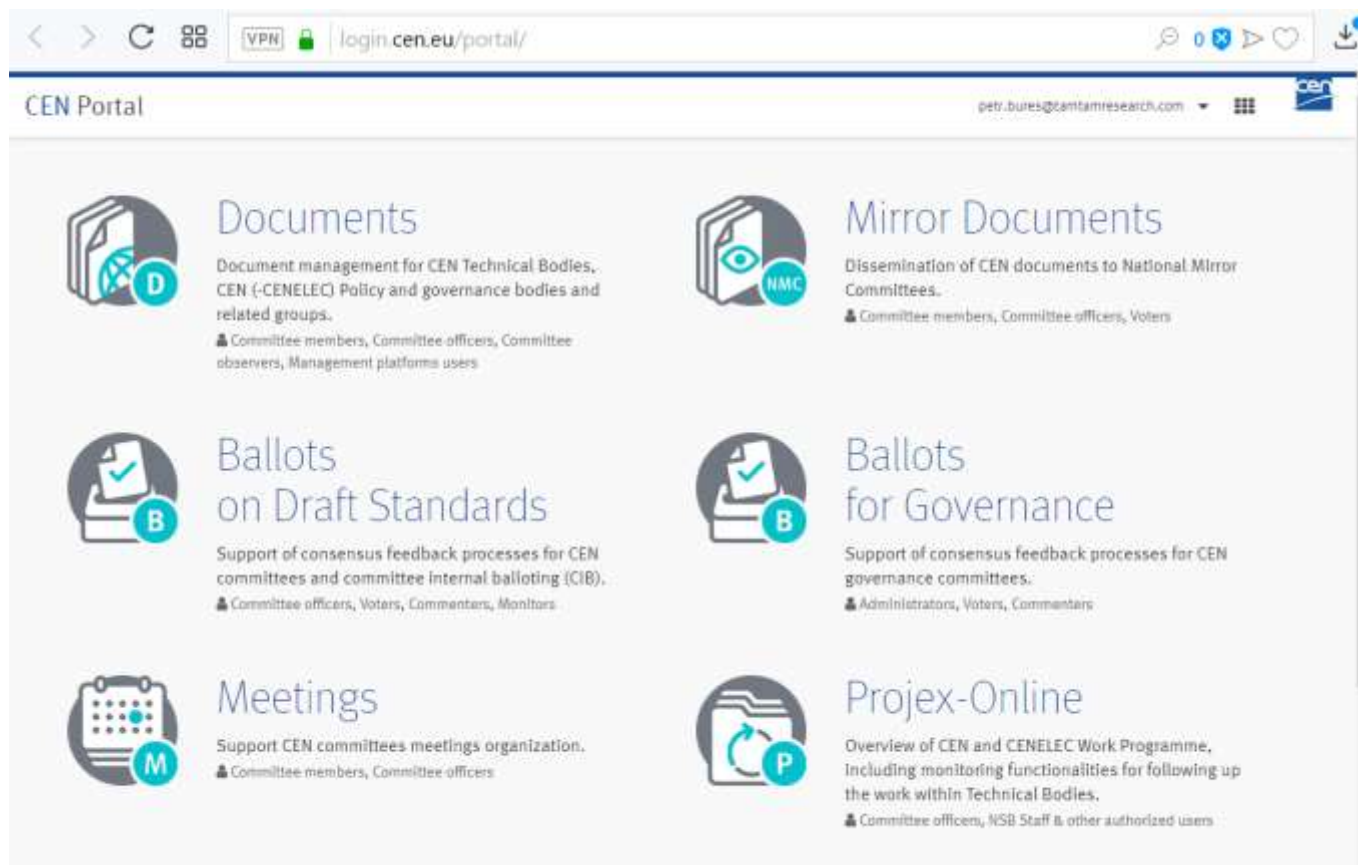 VPN login.cen.eu/portal/ 0
CEN Portal petr.bures@tamtamresearch.com cen
Documents
Document management for CEN Technical Bodies,
CEN (-CENELEC) Policy and governance bodies and
related groups.
Committee members, Committee officers, Committee
observers, Management platforms users
D
Mirror Documents
Dissemination of CEN documents to National Mirror
Committees.
Committee members, Committee officers, Voters
NMC
Ballots
on Draft Standards
Support of consensus feedback processes for CEN
committees and committee internal balloting (CIB).
Committee officers, Voters, Commenters, Monitors
B
Ballots
for Governance
Support of consensus feedback processes for CEN
governance committees.
Administrators, Voters, Commenters
B
Meetings
Support CEN committees meetings organization.
Committee members, Committee officers
M
Projex-Online
Overview of CEN and CENELEC Work Programme,
including monitoring functionalities for following up
the work within Technical Bodies.
Committee officers, NSB Staff & other authorized users
P